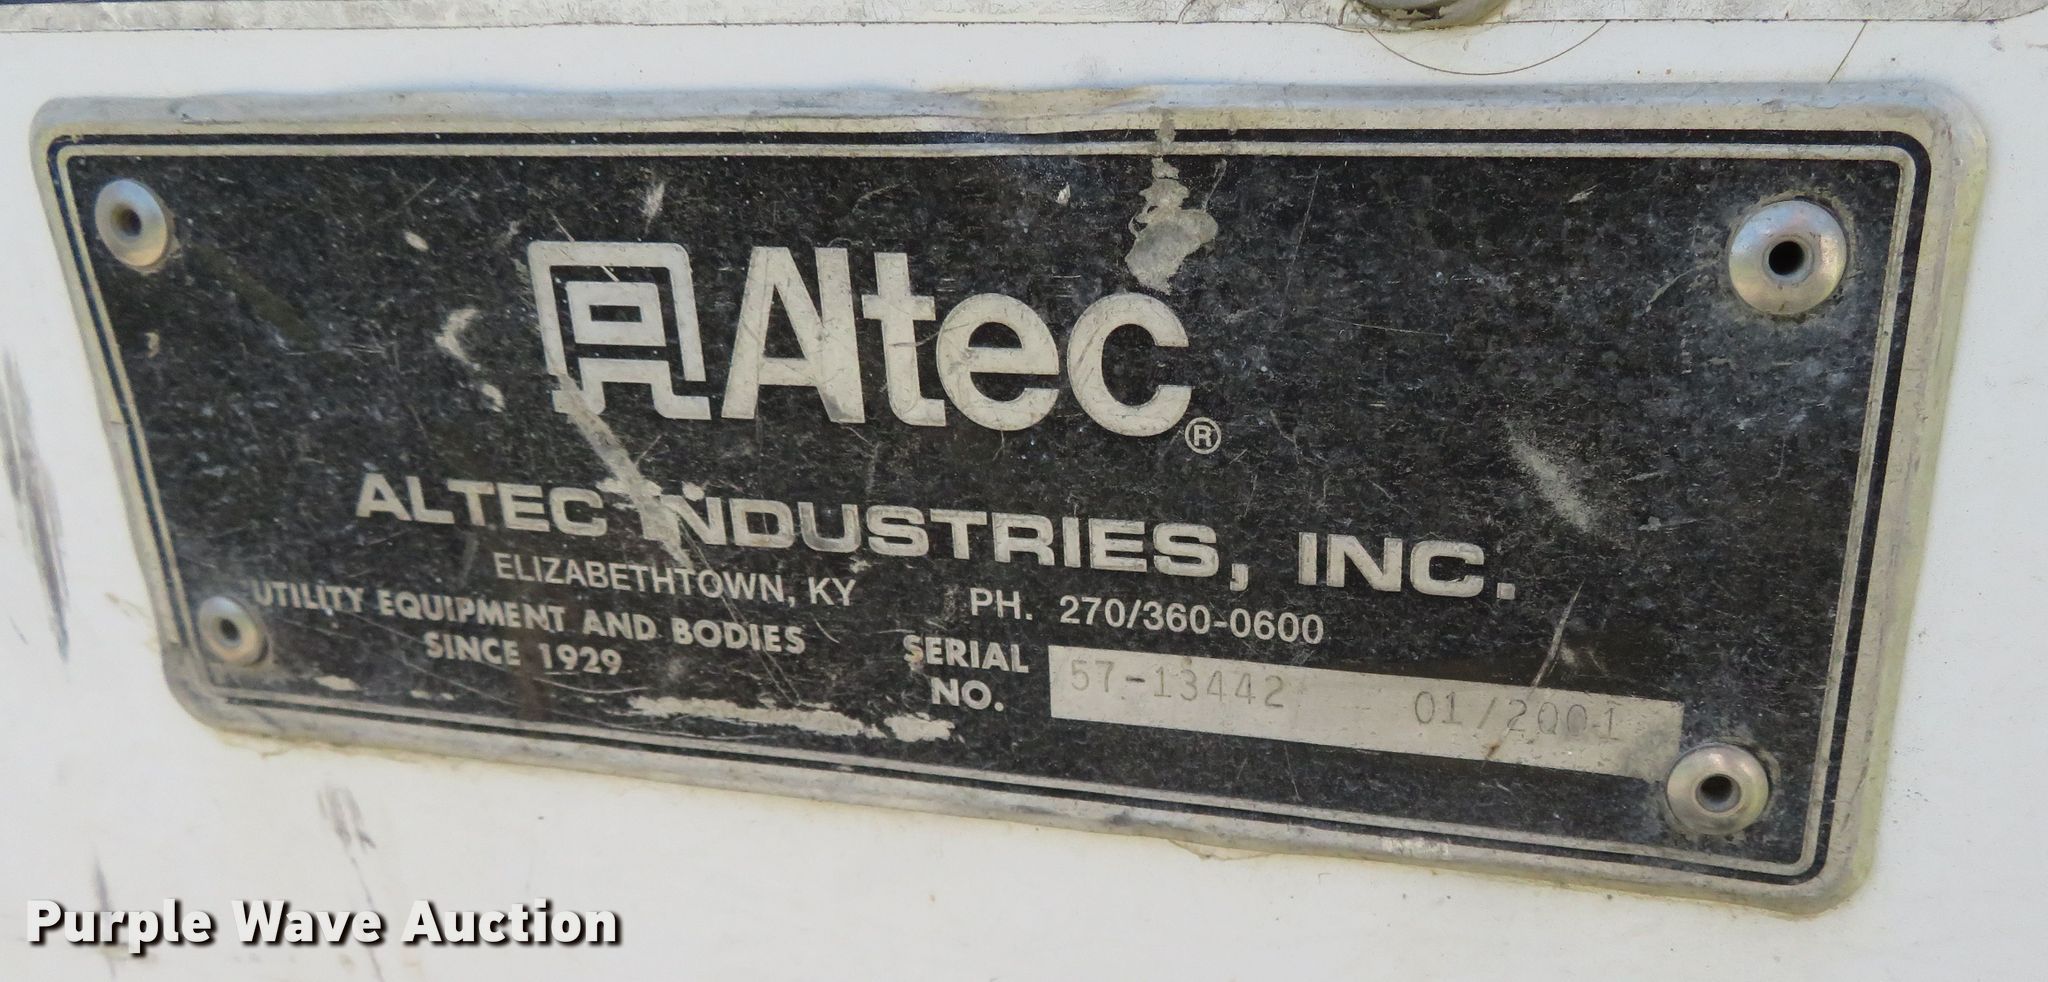 Altec®
ALTEC INDUSTRIES, INC.
ELIZABETHTOWN, KY PH. 270/360-0600
UTILITY EQUIPMENT AND BODIES
SINCE 1929
SERIAL
NO. 57-13442 01/2001
Purple Wave Auction